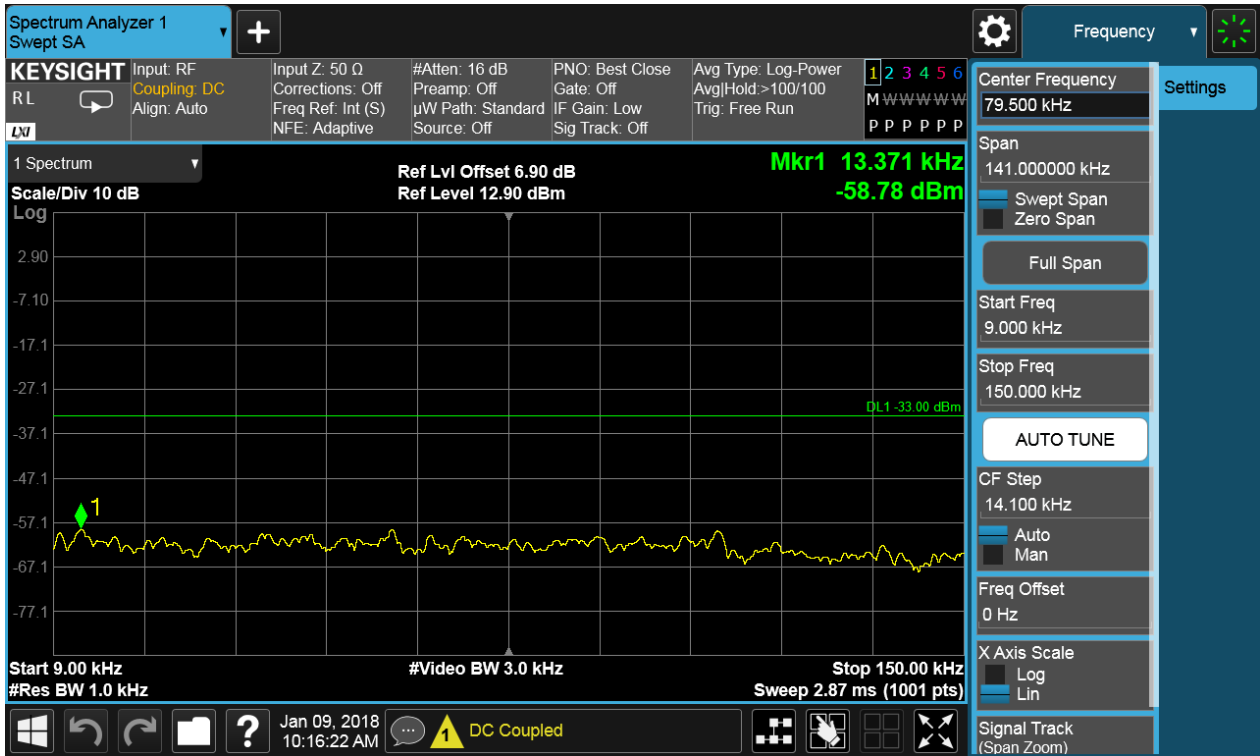 Spectrum Analyzer 1
Swept SA
+
Frequency
KEYSIGHT
R L
LXI
Input: RF
Coupling: DC
Align: Auto
Input Z: 50 Ω
Corrections: Off
Freq Ref: Int (S)
NFE: Adaptive
#Atten: 16 dB
Preamp: Off
µW Path: Standard
Source: Off
PNO: Best Close
Gate: Off
IF Gain: Low
Sig Track: Off
Avg Type: Log-Power
Avg|Hold:>100/100
Trig: Free Run
1 2 3 4 5 6
M W W W W W
P P P P P P
1 Spectrum
Scale/Div 10 dB
Log
Ref Lvl Offset 6.90 dB
Ref Level 12.90 dBm
Mkr1 13.371 kHz
-58.78 dBm
2.90
-7.10
-17.1
-27.1
DL1 -33.00 dBm
-37.1
-47.1
1
-57.1
-67.1
-77.1
Start 9.00 kHz
#Res BW 1.0 kHz
#Video BW 3.0 kHz
Stop 150.00 kHz
Sweep 2.87 ms (1001 pts)
Center Frequency
79.500 kHz
Span
141.000000 kHz
Swept Span
Zero Span
Full Span
Start Freq
9.000 kHz
Stop Freq
150.000 kHz
AUTO TUNE
CF Step
14.100 kHz
Auto
Man
Freq Offset
0 Hz
X Axis Scale
Log
Lin
Signal Track
(Span Zoom)
Settings
?
Jan 09, 2018
10:16:22 AM
1
DC Coupled